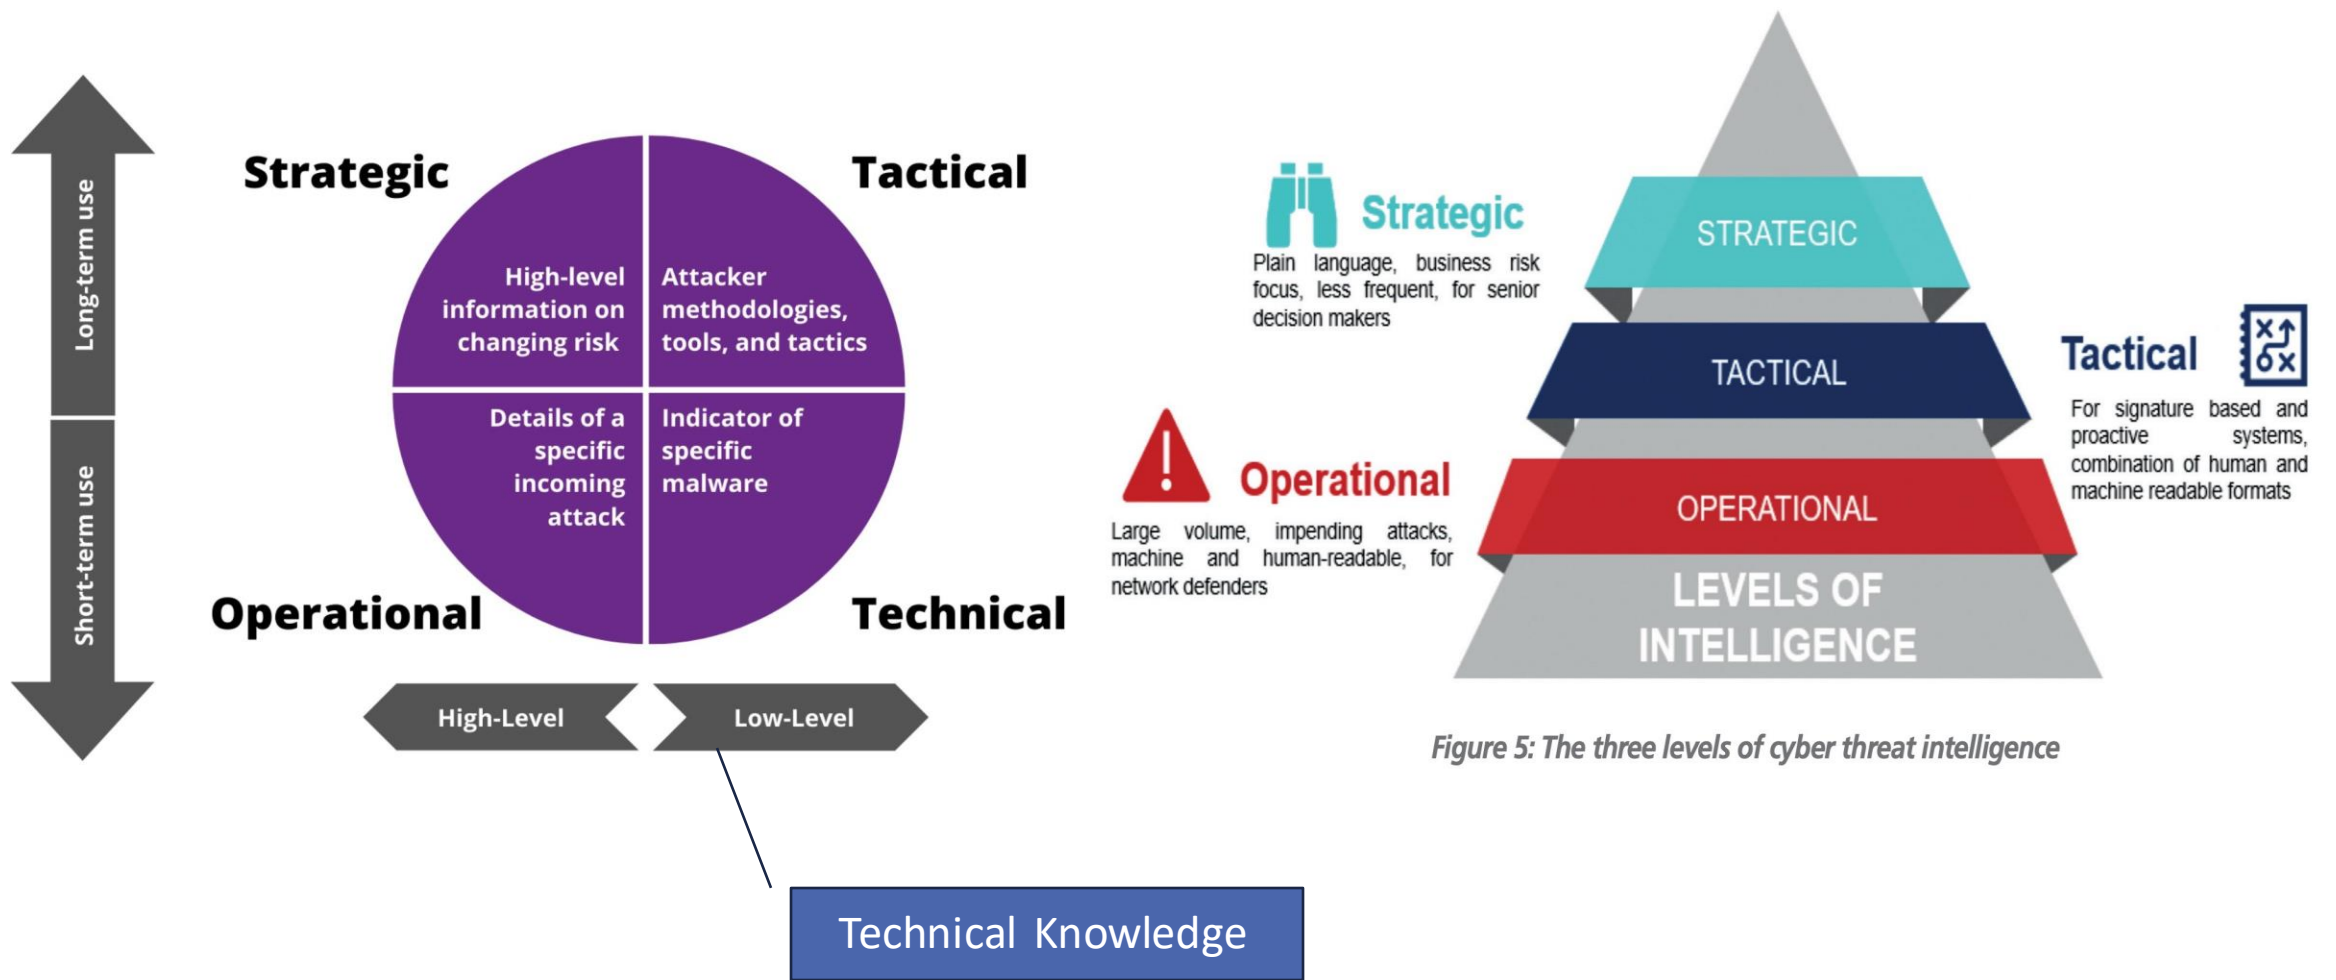 Long-term use
Short-term use
Strategic
Tactical
High-level
information on
changing risk
Attacker
methodologies,
tools, and tactics
Details of a
specific
incoming
attack
Indicator of
specific
malware
Operational
Technical
High-Level
Low-Level
Technical Knowledge
Strategic
Plain language, business risk
focus, less frequent, for senior
decision makers
STRATEGIC
TACTICAL
Tactical
For signature based and
proactive systems,
combination of human and
machine readable formats
Operational
Large volume, impending attacks,
machine and human-readable, for
network defenders
OPERATIONAL
LEVELS OF
INTELLIGENCE
Figure 5: The three levels of cyber threat intelligence